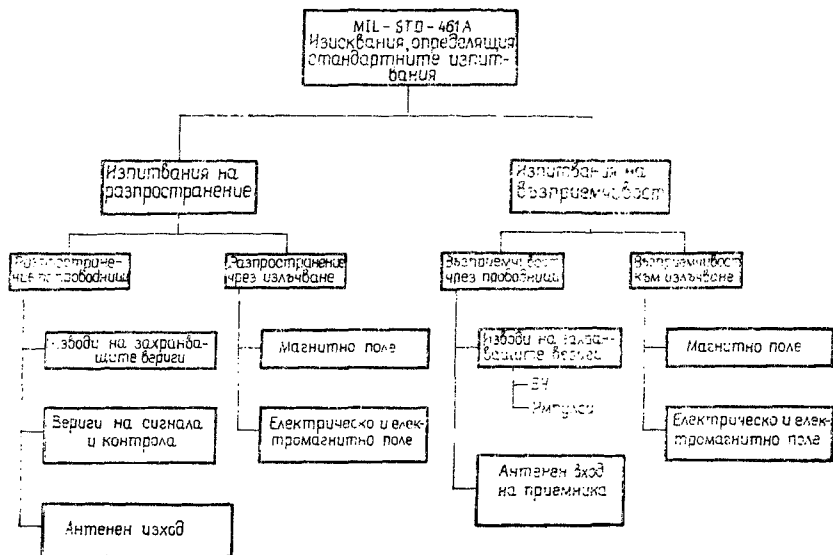 MIL-STD-461A
Изисквания, определящия
стандартните изпит-
вания
Изпитвания на
разпространение
Изпитвания на
възприемчивост
Разпростране-
ние по проводници
Разпространение
чрез излъчване
Възприемчивост
чрез проводници
Възприемчивост
към излъчване
Изводи на захранва-
щите вериги
Магнитно поле
Изводи на захран-
ващите вериги
ВЧ
Импулси
Магнитно поле
Вериги на сигнала
и контрола
Електрическо и елек-
тромагнитно поле
Електрическо и елек-
тромагнитно поле
Антенен вход
на приемника
Антенен изход